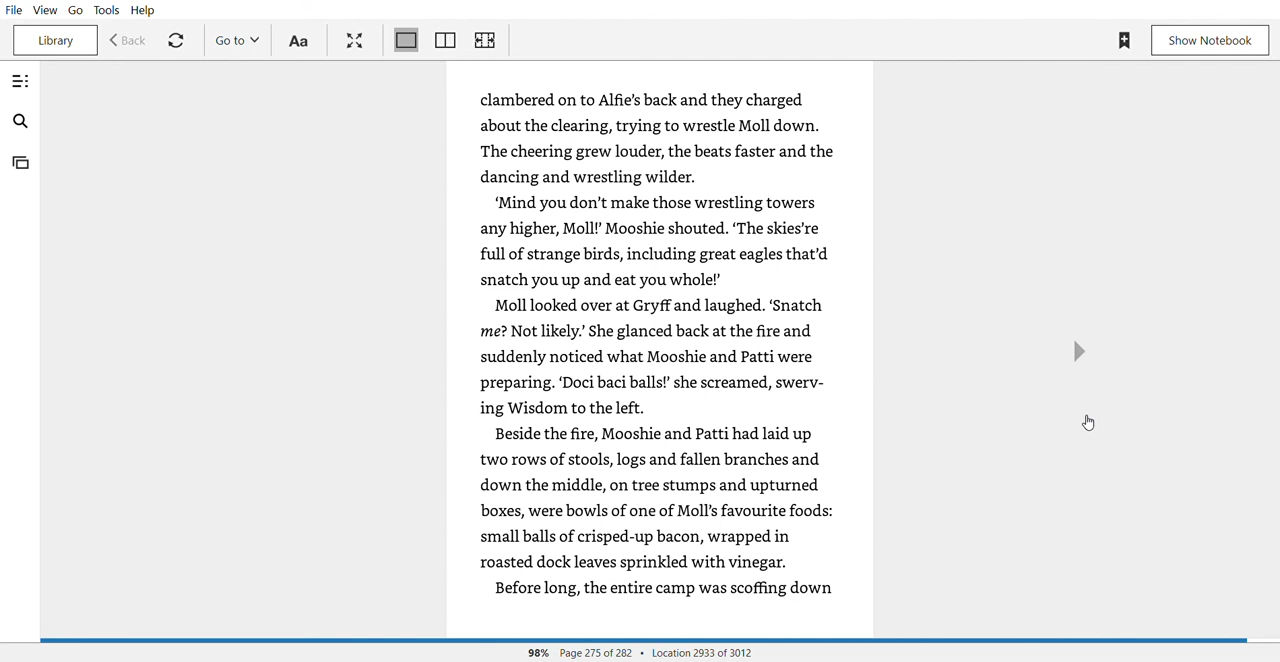 File View Go Tools Help
Library Back Go to Aa Show Notebook
clambered on to Alfie’s back and they charged
about the clearing, trying to wrestle Moll down.
The cheering grew louder, the beats faster and the
dancing and wrestling wilder.
‘Mind you don’t make those wrestling towers
any higher, Moll!’ Mooshie shouted. ‘The skies’re
full of strange birds, including great eagles that’d
snatch you up and eat you whole!’
Moll looked over at Gryff and laughed. ‘Snatch
me? Not likely.’ She glanced back at the fire and
suddenly noticed what Mooshie and Patti were
preparing. ‘Doci baci balls!’ she screamed, swerv-
ing Wisdom to the left.
Beside the fire, Mooshie and Patti had laid up
two rows of stools, logs and fallen branches and
down the middle, on tree stumps and upturned
boxes, were bowls of one of Moll’s favourite foods:
small balls of crisped-up bacon, wrapped in
roasted dock leaves sprinkled with vinegar.
Before long, the entire camp was scoffing down
98% Page 275 of 282 • Location 2933 of 3012